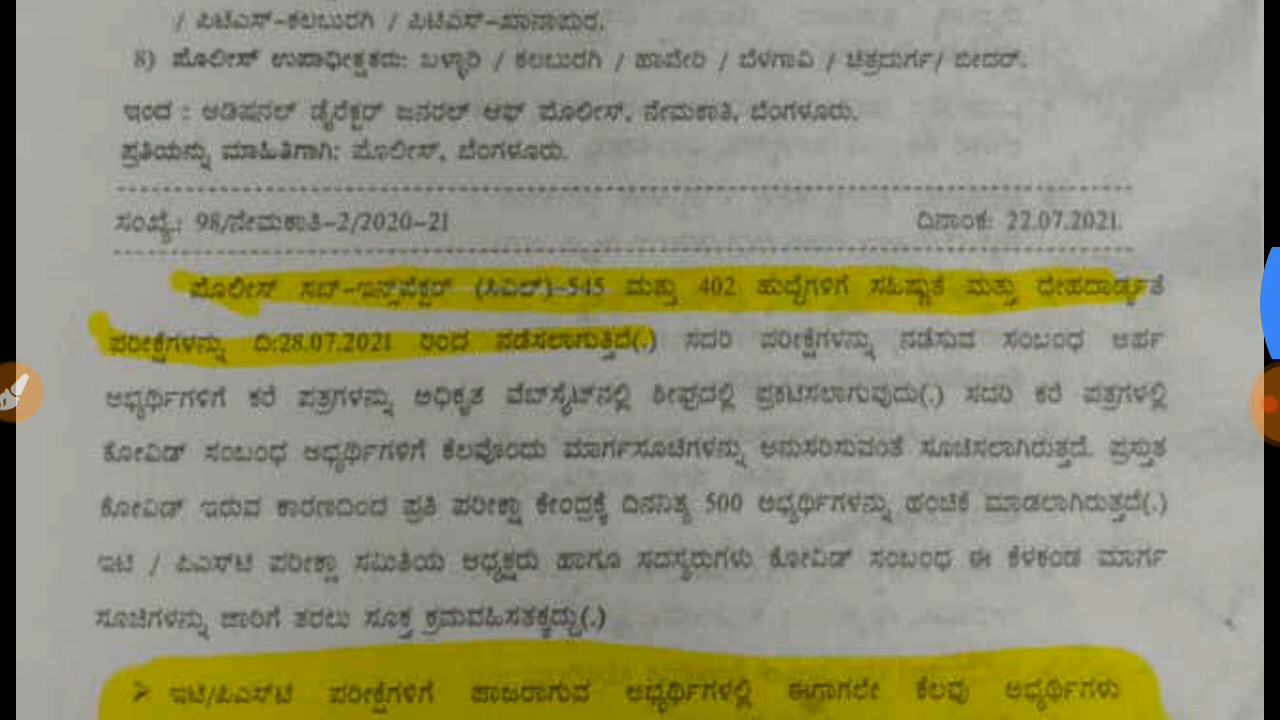 / ಪಿಟಿಎಸ್-ಕಲಬುರಗಿ / ಪಿಟಿಎಸ್-ಖಾನಾಪುರ.
8) ಪೊಲೀಸ್ ಉಪಾಧೀಕ್ಷಕರು: ಬಳ್ಳಾರಿ / ಕಲಬುರಗಿ / ಹಾವೇರಿ / ಬೆಳಗಾವಿ / ಚಿತ್ರದುರ್ಗ/ ಬೀದರ್.
ಇಂದ : ಅಡಿಷನಲ್ ಡೈರೆಕ್ಟರ್ ಜನರಲ್ ಆಫ್ ಪೊಲೀಸ್, ನೇಮಕಾತಿ, ಬೆಂಗಳೂರು.
ಪ್ರತಿಯನ್ನು ಮಾಹಿತಿಗಾಗಿ: ಪೊಲೀಸ್, ಬೆಂಗಳೂರು.
ಸಂಖ್ಯೆ: 98/ನೇಮಕಾತಿ-2/2020-21 ದಿನಾಂಕ: 22.07.2021.
ಪೊಲೀಸ್ ಸಬ್-ಇನ್ಸ್‌ಪೆಕ್ಟರ್ (ಸಿವಿಲ್)-545 ಮತ್ತು 402 ಹುದ್ದೆಗಳಿಗೆ ಸಹಿಷ್ಣುತೆ ಮತ್ತು ದೇಹದಾರ್ಢ್ಯತೆ
ಪರೀಕ್ಷೆಗಳನ್ನು ದಿ:28.07.2021 ರಿಂದ ನಡೆಸಲಾಗುತ್ತಿದೆ(.) ಸದರಿ ಪರೀಕ್ಷೆಗಳನ್ನು ನಡೆಸುವ ಸಂಬಂಧ ಅರ್ಹ
ಅಭ್ಯರ್ಥಿಗಳಿಗೆ ಕರೆ ಪತ್ರಗಳನ್ನು ಅಧಿಕೃತ ವೆಬ್‌ಸೈಟ್‌ನಲ್ಲಿ ಶೀಘ್ರದಲ್ಲಿ ಪ್ರಕಟಿಸಲಾಗುವುದು(.) ಸದರಿ ಕರೆ ಪತ್ರಗಳಲ್ಲಿ
ಕೋವಿಡ್ ಸಂಬಂಧ ಅಭ್ಯರ್ಥಿಗಳಿಗೆ ಕೆಲವೊಂದು ಮಾರ್ಗಸೂಚಿಗಳನ್ನು ಅನುಸರಿಸುವಂತೆ ಸೂಚಿಸಲಾಗಿರುತ್ತದೆ. ಪ್ರಸ್ತುತ
ಕೋವಿಡ್ ಇರುವ ಕಾರಣದಿಂದ ಪ್ರತಿ ಪರೀಕ್ಷಾ ಕೇಂದ್ರಕ್ಕೆ ದಿನನಿತ್ಯ 500 ಅಭ್ಯರ್ಥಿಗಳನ್ನು ಹಂಚಿಕೆ ಮಾಡಲಾಗಿರುತ್ತದೆ(.)
ಇಟಿ / ಪಿಎಸ್‌ಟಿ ಪರೀಕ್ಷಾ ಸಮಿತಿಯ ಅಧ್ಯಕ್ಷರು ಹಾಗೂ ಸದಸ್ಯರುಗಳು ಕೋವಿಡ್ ಸಂಬಂಧ ಈ ಕೆಳಕಂಡ ಮಾರ್ಗ
ಸೂಚಿಗಳನ್ನು ಜಾರಿಗೆ ತರಲು ಸೂಕ್ತ ಕ್ರಮವಹಿಸತಕ್ಕದ್ದು(.)
➢ ಇಟಿ/ಪಿಎಸ್‌ಟಿ ಪರೀಕ್ಷೆಗಳಿಗೆ ಹಾಜರಾಗುವ ಅಭ್ಯರ್ಥಿಗಳಲ್ಲಿ ಈಗಾಗಲೇ ಕೆಲವು ಅಭ್ಯರ್ಥಿಗಳು